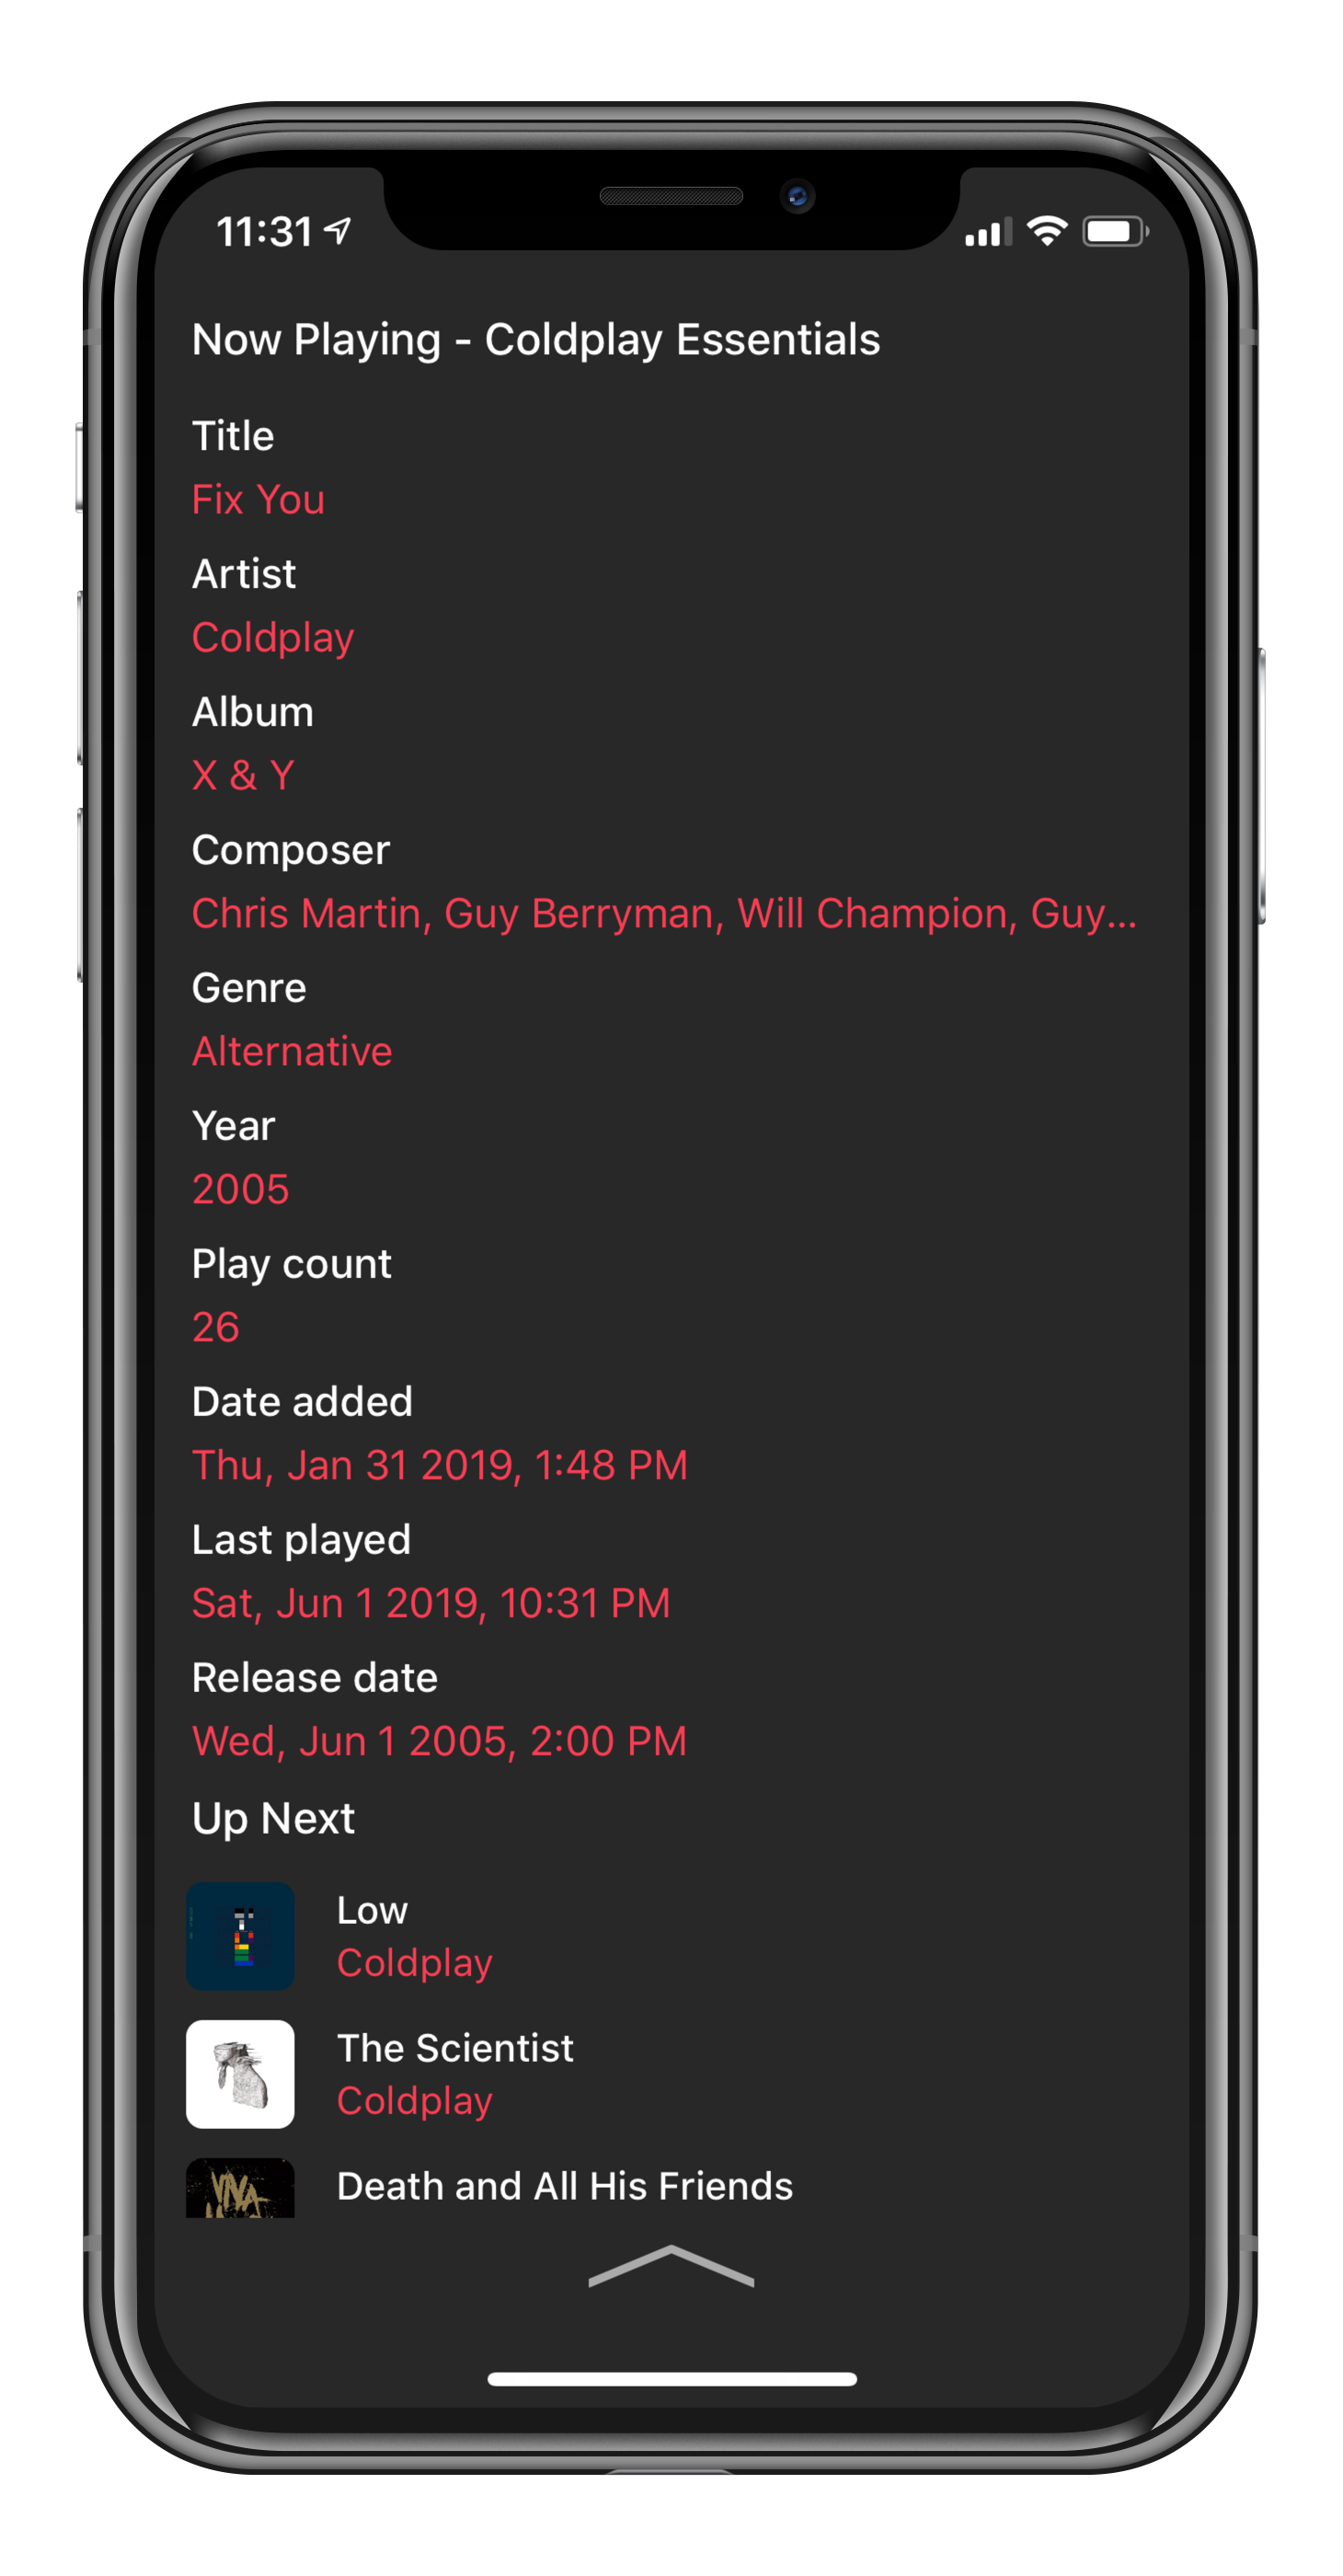 11:31
Now Playing - Coldplay Essentials
Title
Fix You
Artist
Coldplay
Album
X & Y
Composer
Chris Martin, Guy Berryman, Will Champion, Guy...
Genre
Alternative
Year
2005
Play count
26
Date added
Thu, Jan 31 2019, 1:48 PM
Last played
Sat, Jun 1 2019, 10:31 PM
Release date
Wed, Jun 1 2005, 2:00 PM
Up Next
Low
Coldplay
The Scientist
Coldplay
VIVA
Death and All His Friends